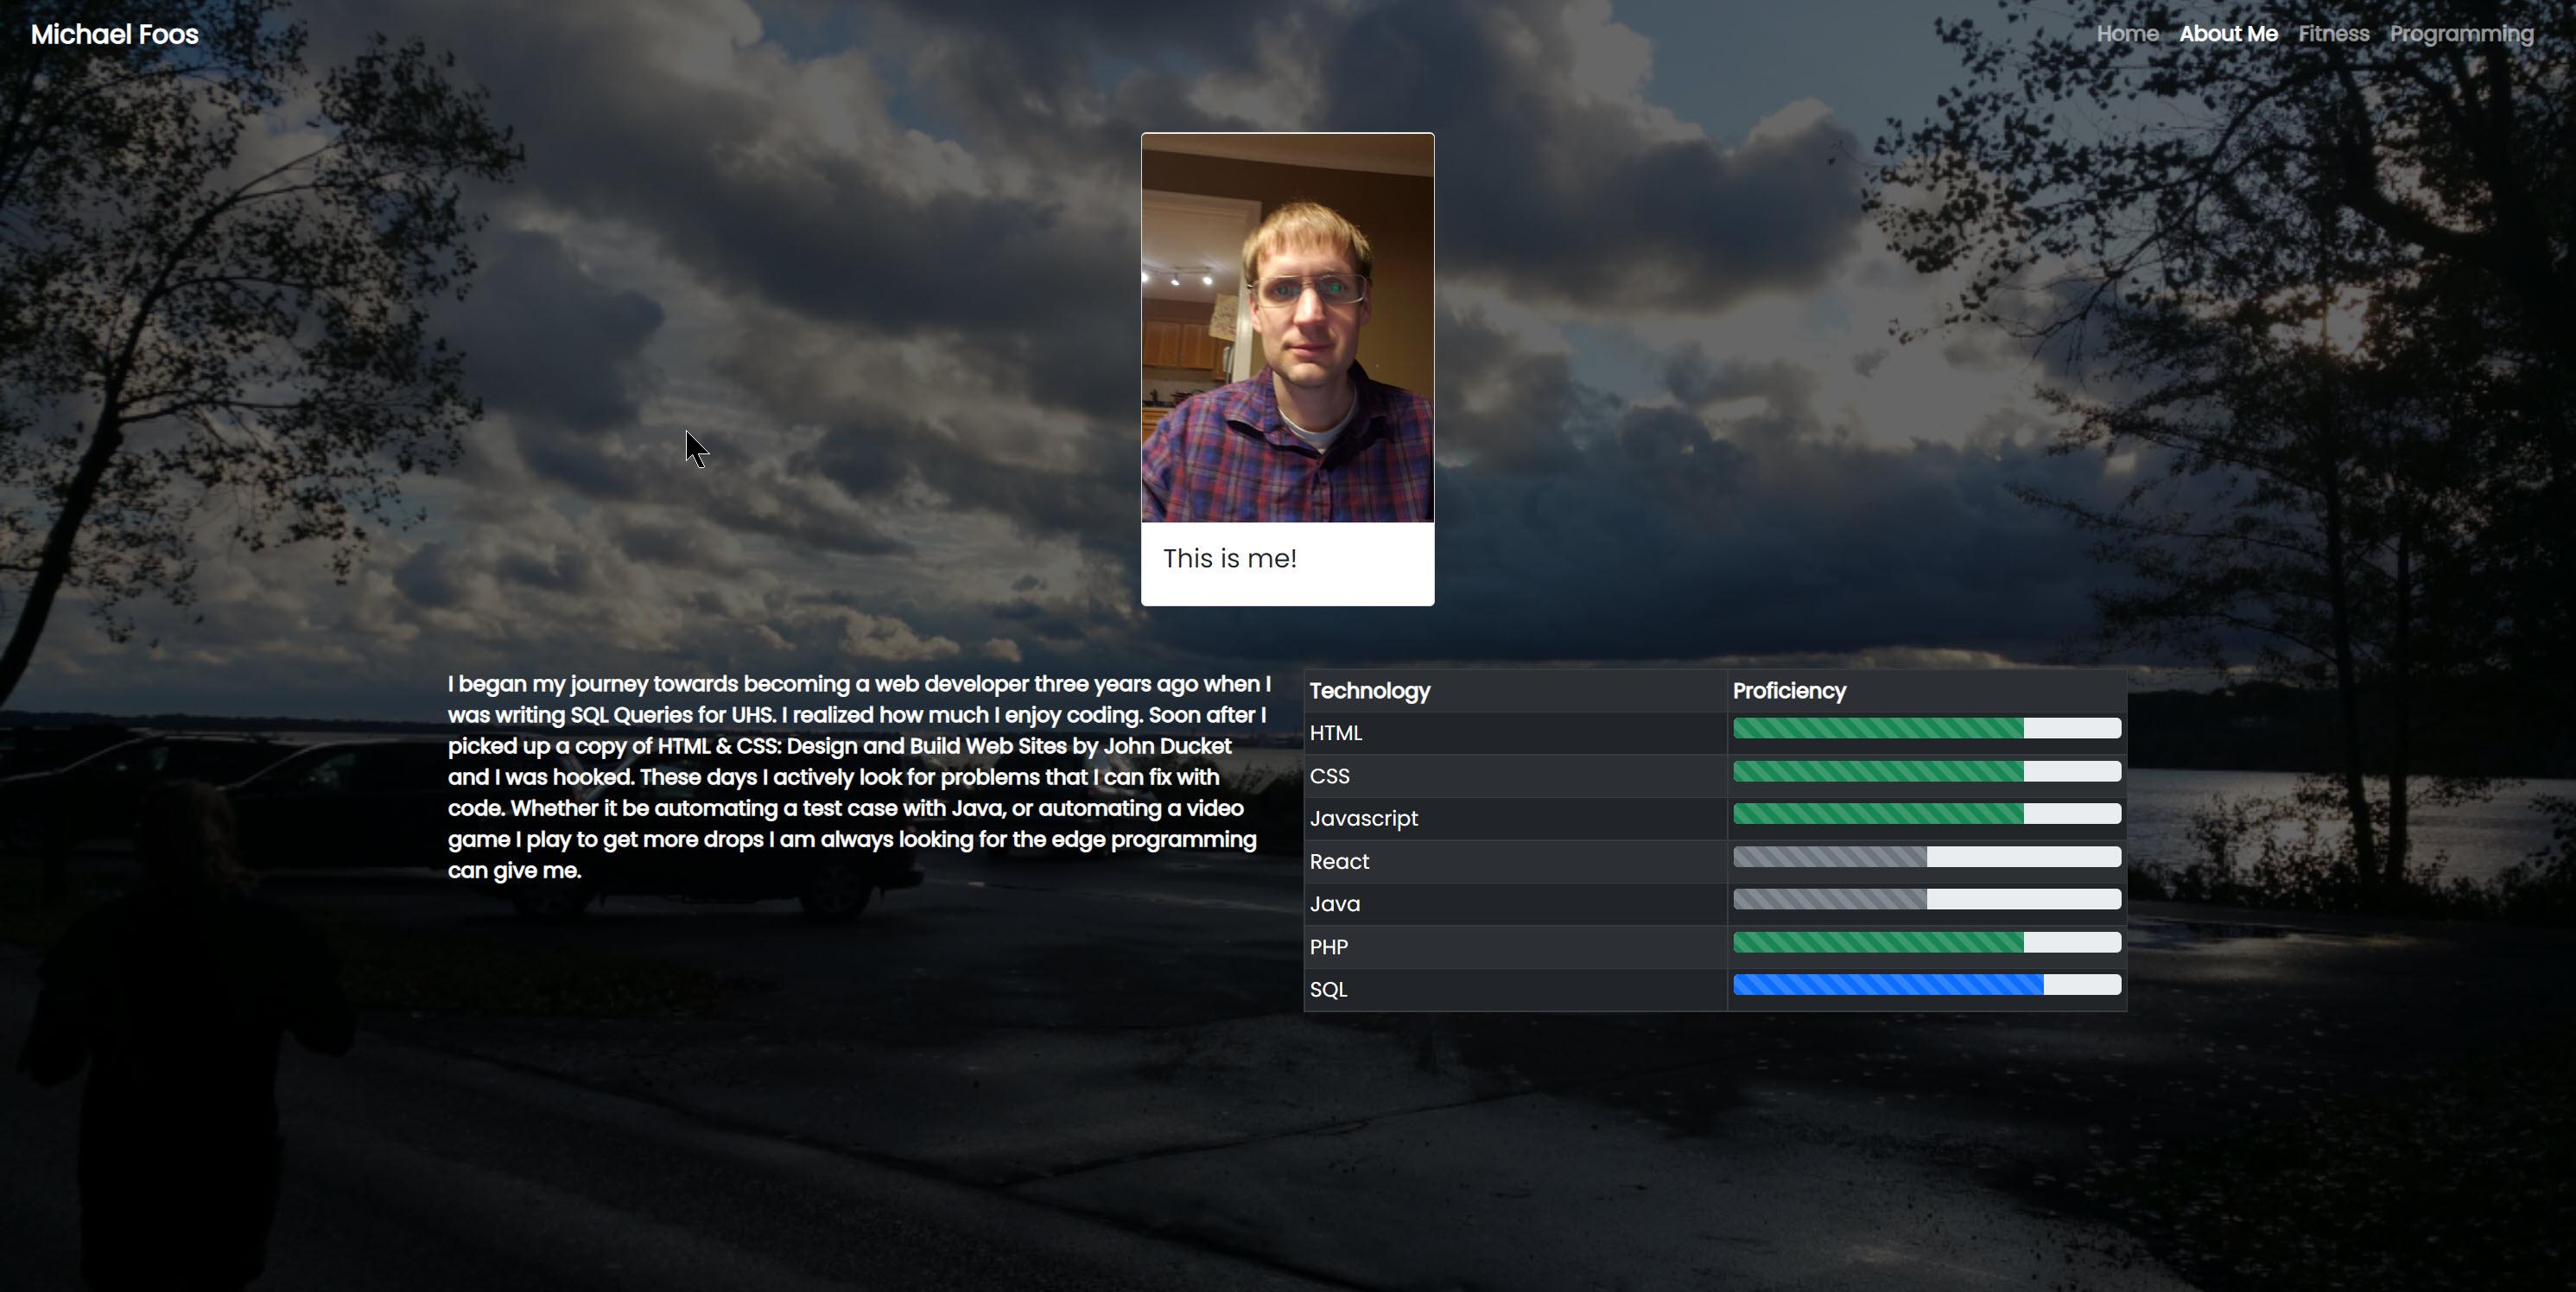 Michael Foos
Home About Me Fitness Programming
This is me!
I began my journey towards becoming a web developer three years ago when I
was writing SQL Queries for UHS. I realized how much I enjoy coding. Soon after I
picked up a copy of HTML & CSS: Design and Build Web Sites by John Ducket
and I was hooked. These days I actively look for problems that I can fix with
code. Whether it be automating a test case with Java, or automating a video
game I play to get more drops I am always looking for the edge programming
can give me.
Technology Proficiency
HTML
CSS
Javascript
React
Java
PHP
SQL